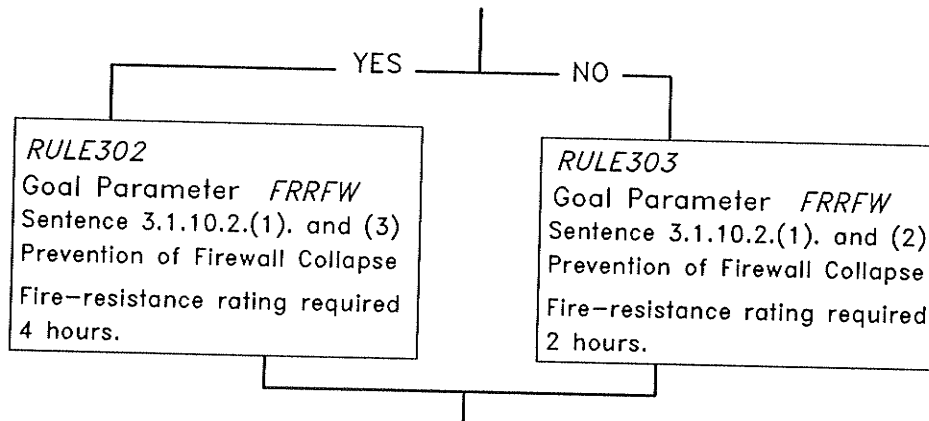 YES NO
RULE302
Goal Parameter FRRFW
Sentence 3.1.10.2.(1). and (3)
Prevention of Firewall Collapse
Fire-resistance rating required
4 hours.
RULE303
Goal Parameter FRRFW
Sentence 3.1.10.2.(1). and (2)
Prevention of Firewall Collapse
Fire-resistance rating required
2 hours.